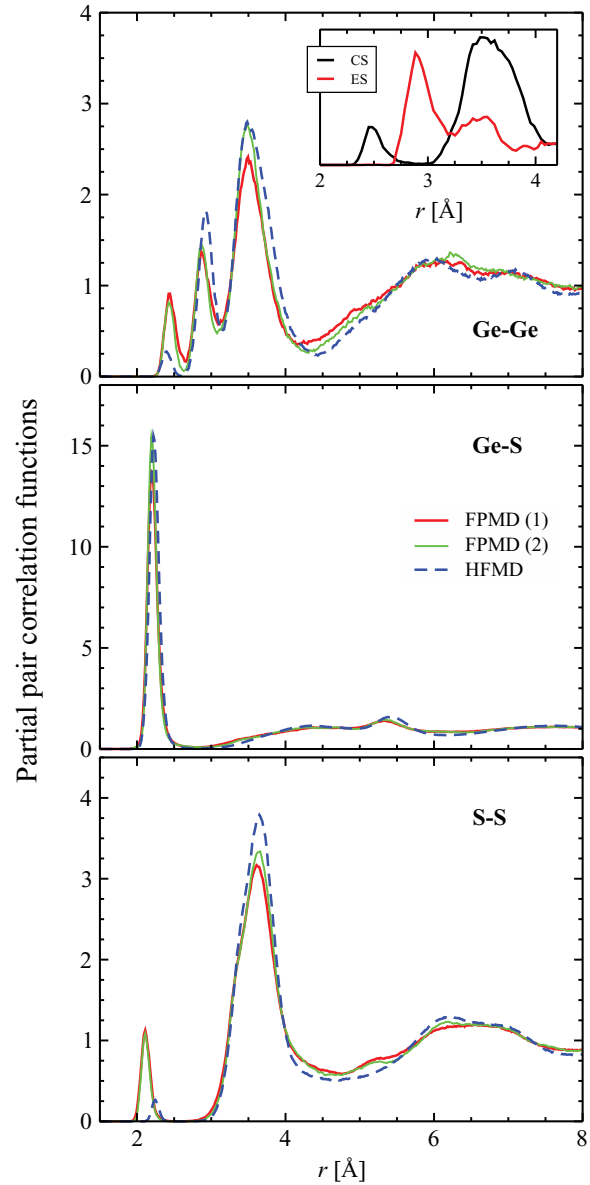 Partial pair correlation functions
4
3
2
1
0
CS
ES
2
3
4
r [Å]
Ge-Ge
15
10
5
0
Ge-S
FPMD (1)
FPMD (2)
HFMD
4
3
2
1
0
S-S
2
4
6
8
r [Å]